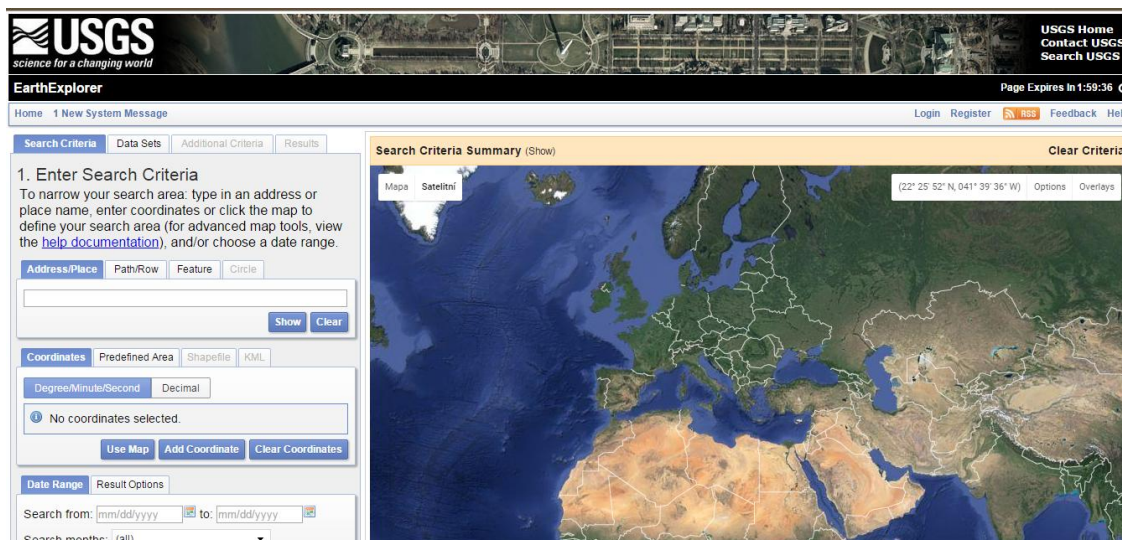 USGS
science for a changing world
USGS Home
Contact USGS
Search USGS
EarthExplorer
Page Expires In 1:59:36
Home 1 New System Message
Login Register RSS Feedback Hel
Search Criteria Data Sets Additional Criteria Results
1. Enter Search Criteria
To narrow your search area: type in an address or
place name, enter coordinates or click the map to
define your search area (for advanced map tools, view
the help documentation), and/or choose a date range.
Address/Place Path/Row Feature Circle
Show Clear
Coordinates Predefined Area Shapefile KML
Degree/Minute/Second Decimal
No coordinates selected.
Use Map Add Coordinate Clear Coordinates
Date Range Result Options
Search from: mm/dd/yyyy to: mm/dd/yyyy
Search months: (all)
Search Criteria Summary (Show) Clear Criteria
Mapa Satelitní
(22° 25' 52" N, 041° 39' 36" W) Options Overlays